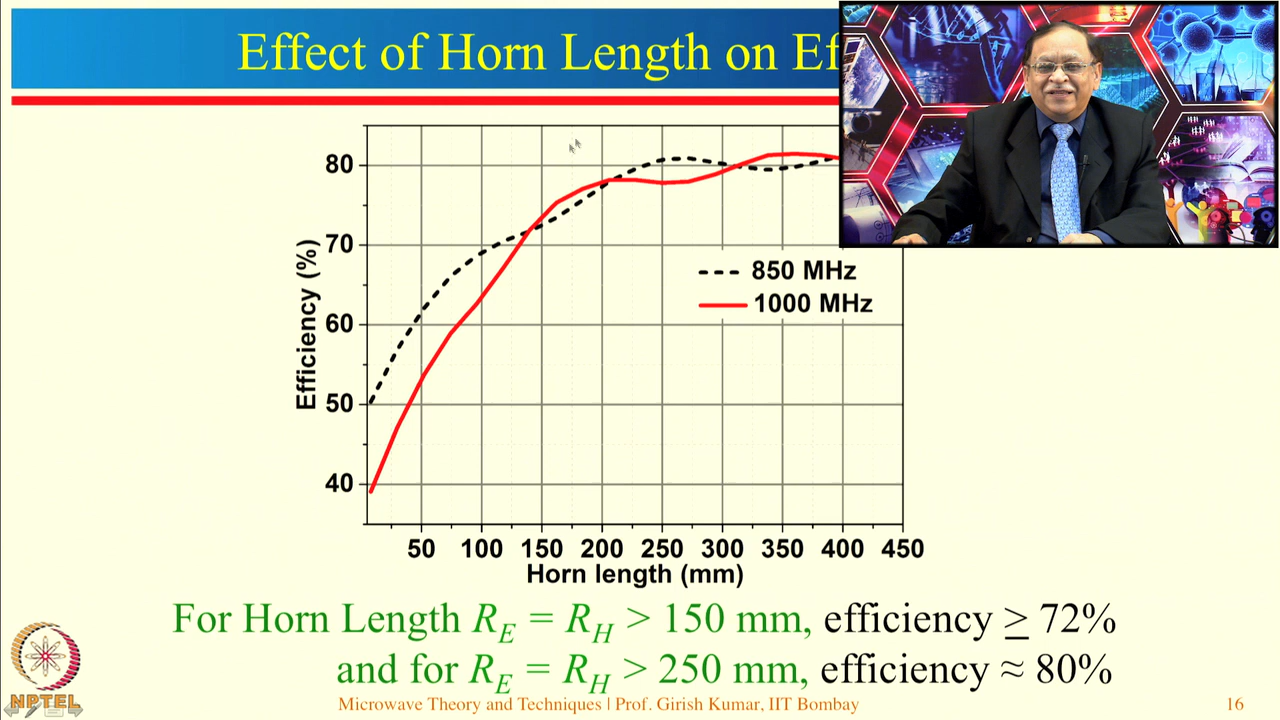 Effect of Horn Length on Ef
80
70
60
50
40
Efficiency (%)
850 MHz
1000 MHz
50 100 150 200 250 300 350 400 450
Horn length (mm)
For Horn Length R_E = R_H > 150 mm, efficiency ≥ 72%
and for R_E = R_H > 250 mm, efficiency ≈ 80%
NPTEL
Microwave Theory and Techniques | Prof. Girish Kumar, IIT Bombay
16